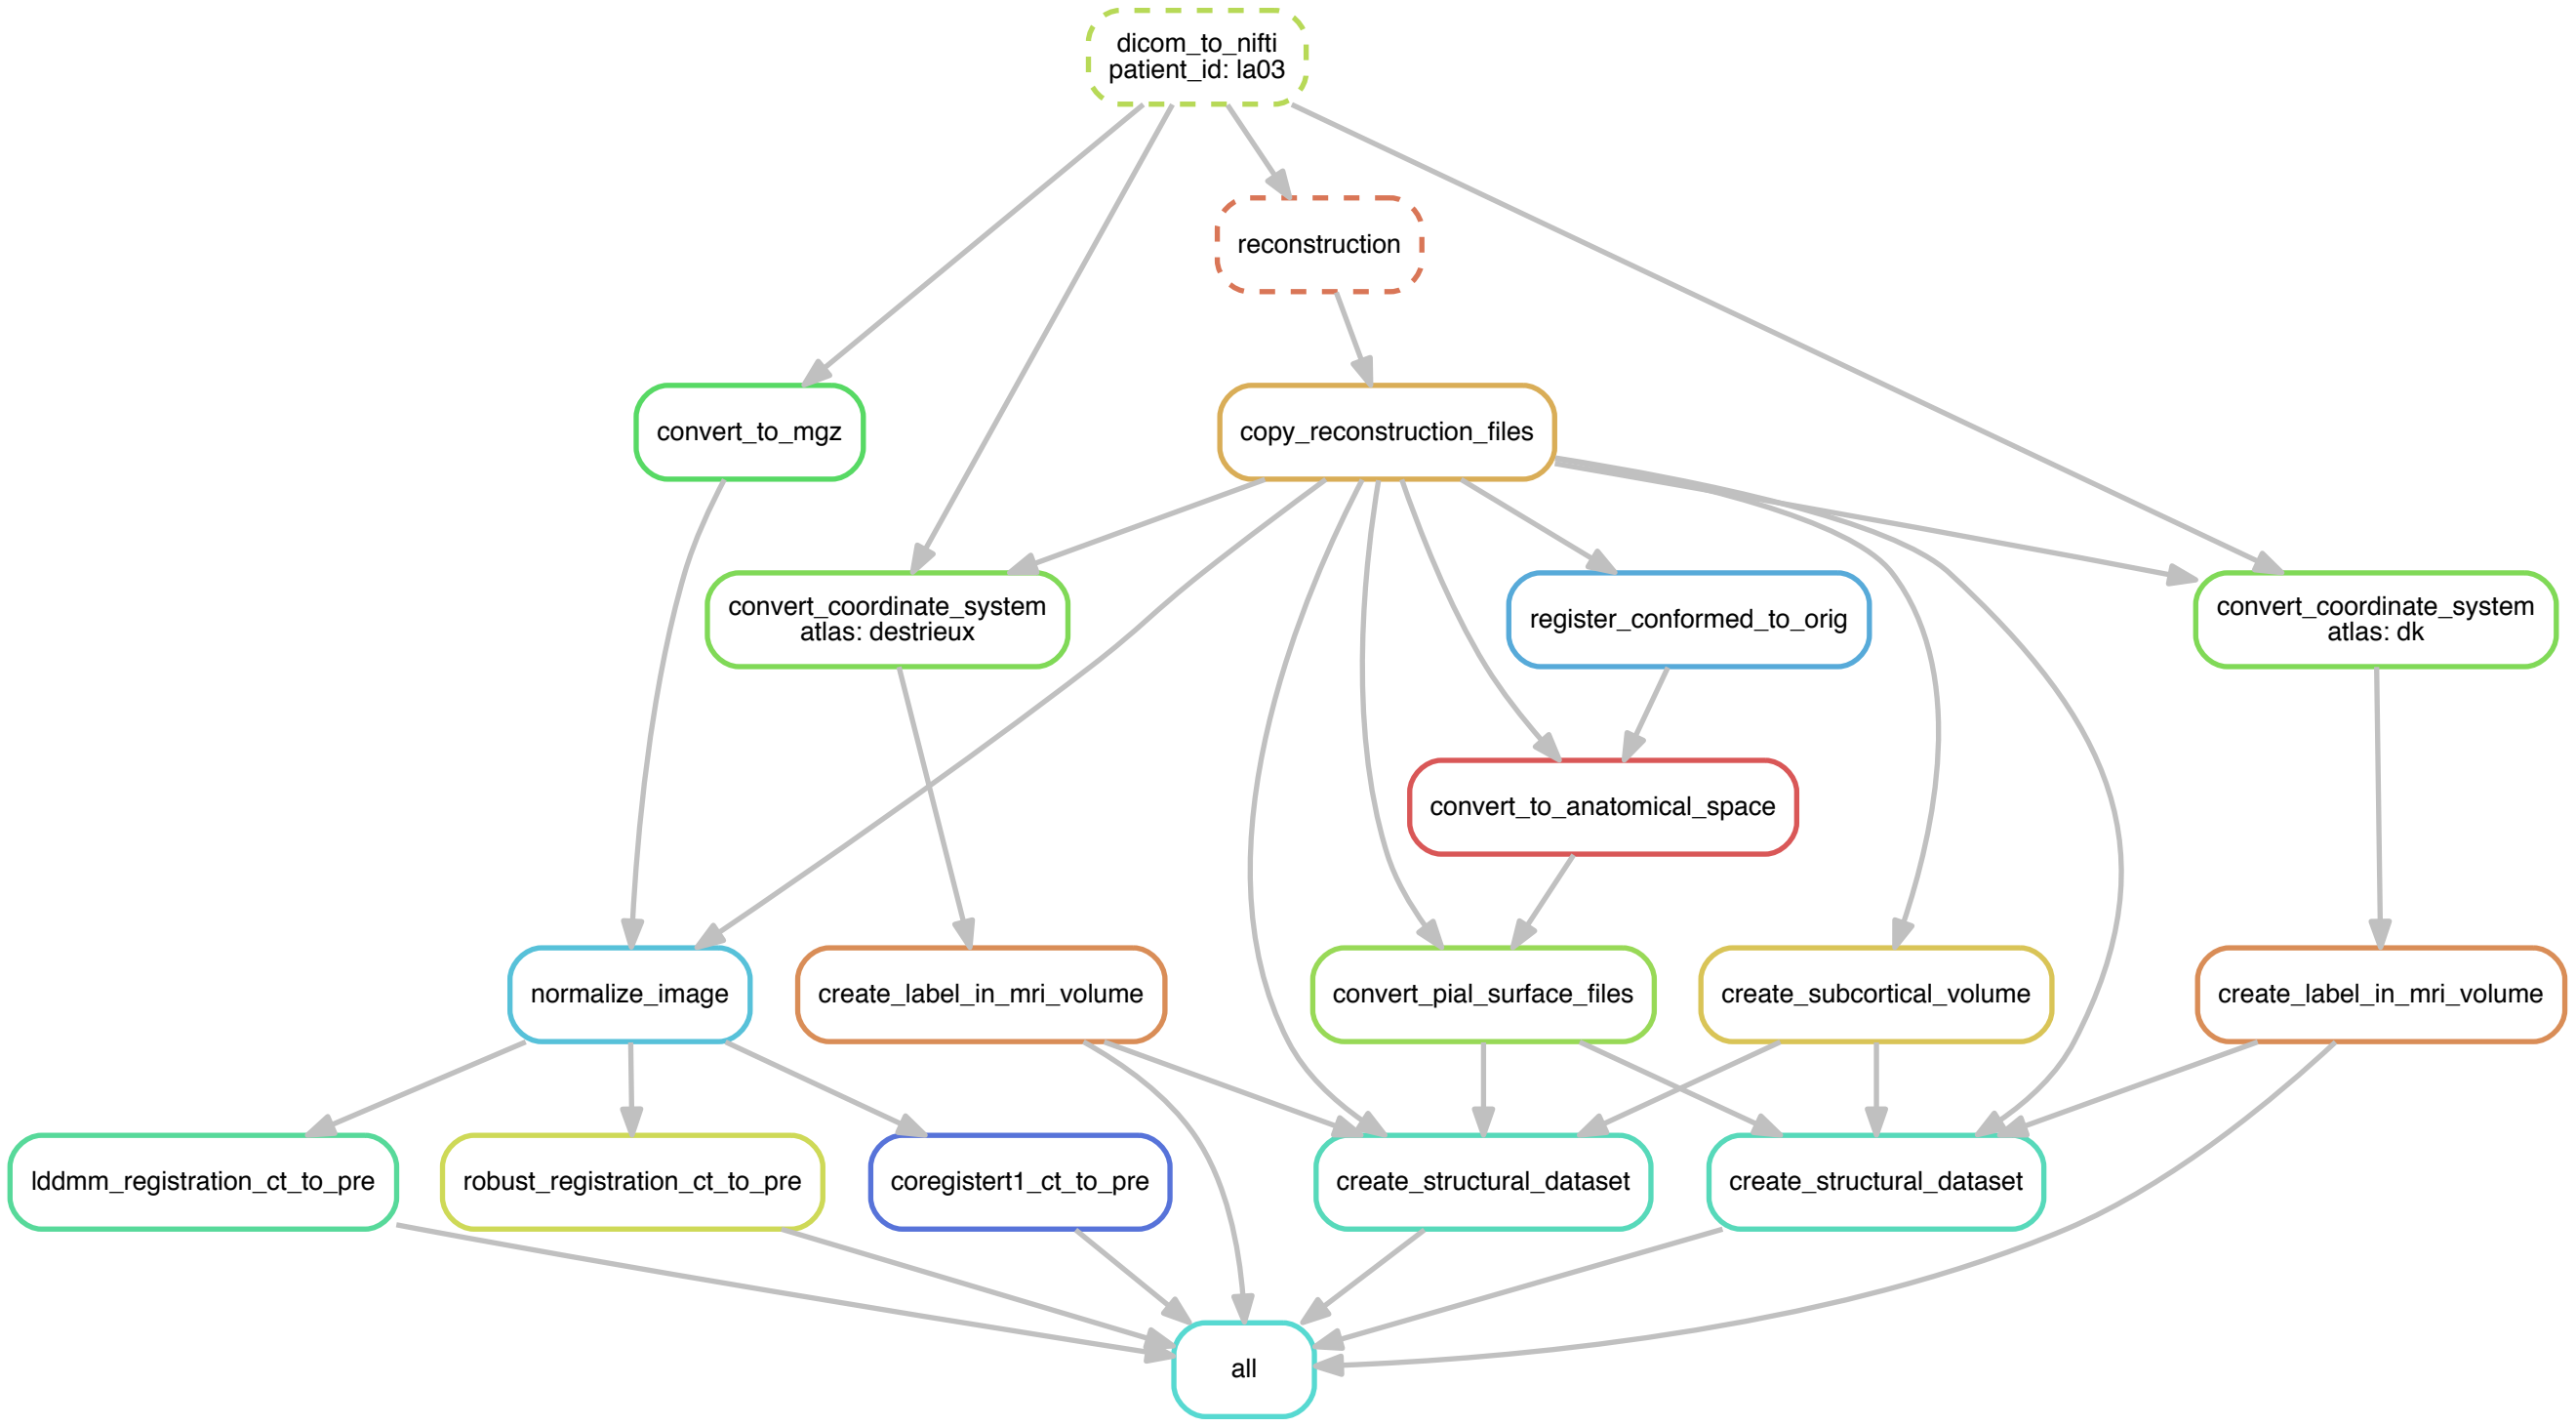 dicom_to_nifti
patient_id: la03
reconstruction
convert_to_mgz
copy_reconstruction_files
convert_coordinate_system
atlas: destrieux
register_conformed_to_orig
convert_coordinate_system
atlas: dk
convert_to_anatomical_space
normalize_image
create_label_in_mri_volume
convert_pial_surface_files
create_subcortical_volume
create_label_in_mri_volume
lddmm_registration_ct_to_pre
robust_registration_ct_to_pre
coregistert1_ct_to_pre
create_structural_dataset
create_structural_dataset
all